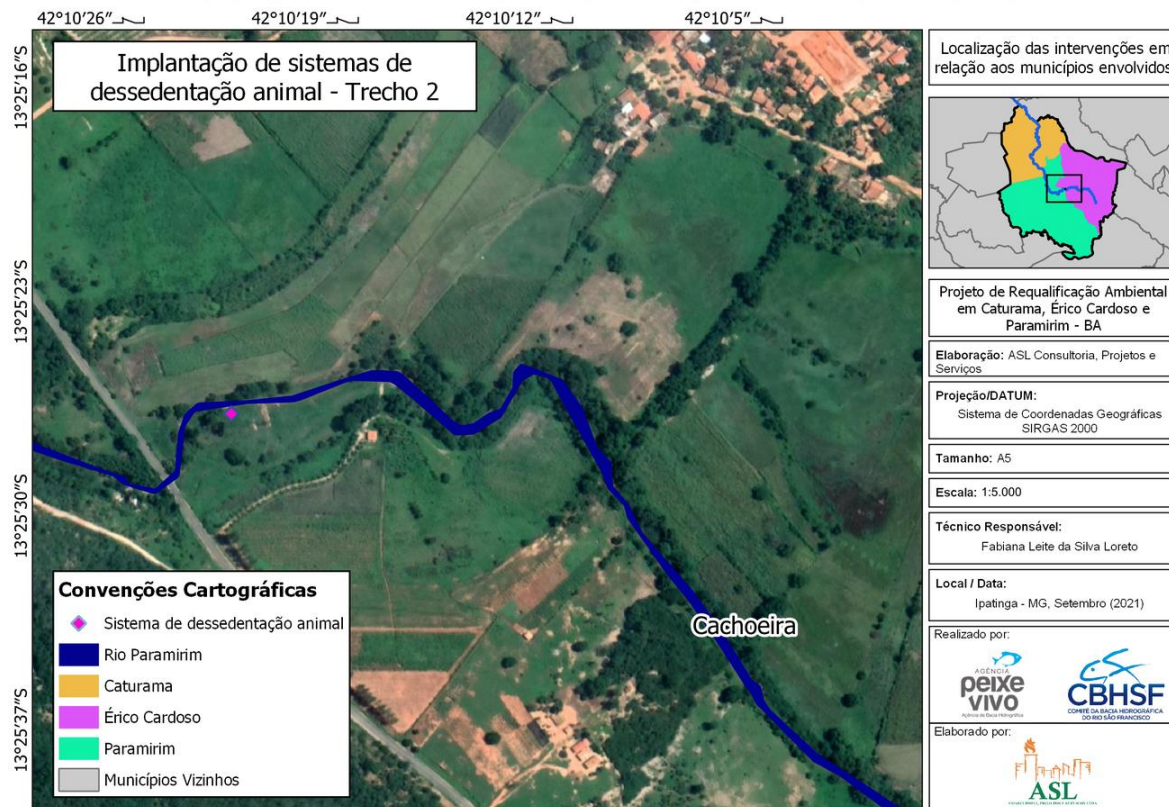 42°10'26"W
42°10'19"
42°10'12"
42°10'5"
13°25'16"S
13°25'23"S
13°25'30"S
13°25'37"S
Implantação de sistemas de
dessedentação animal - Trecho 2
Cachoeira
Convenções Cartográficas
Sistema de dessedentação animal
Rio Paramirim
Caturama
Érico Cardoso
Paramirim
Municípios Vizinhos
Localização das intervenções em
relação aos municípios envolvidos
Projeto de Requalificação Ambiental
em Caturama, Érico Cardoso e
Paramirim - BA
Elaboração: ASL Consultoria, Projetos e
Serviços
Projeção/DATUM:
Sistema de Coordenadas Geográficas
SIRGAS 2000
Tamanho: A5
Escala: 1:5.000
Técnico Responsável:
Fabiana Leite da Silva Loreto
Local / Data:
Ipatinga - MG, Setembro (2021)
Realizado por:
AGÊNCIA
peixe
vivo
Agência de Bacia Hidrográfica
CBHSF
COMITÊ DA BACIA HIDROGRÁFICA
DO RIO SÃO FRANCISCO
Elaborado por:
ASL